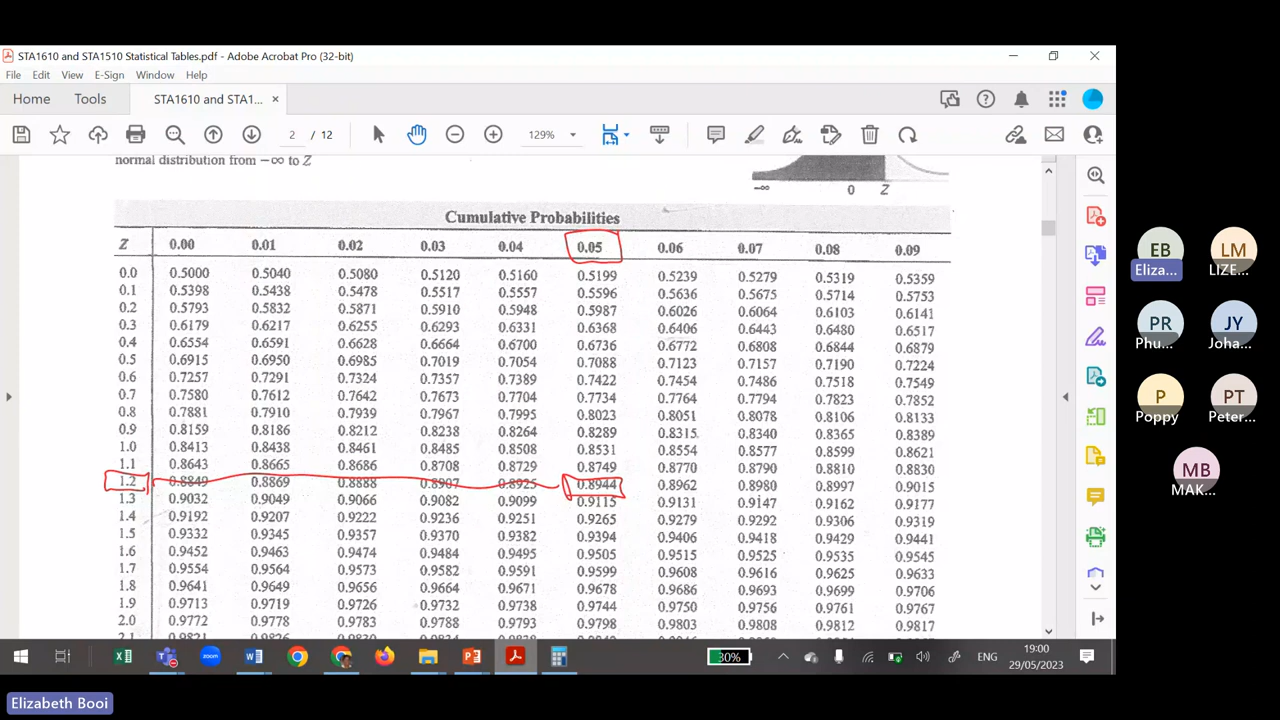 STA1610 and STA1510 Statistical Tables.pdf - Adobe Acrobat Pro (32-bit)
File Edit View E-Sign Window Help
Home Tools STA1610 and STA1... ×
2 / 12 129%
normal distribution from −∞ to Z
−∞ 0 Z
Cumulative Probabilities
Z 0.00 0.01 0.02 0.03 0.04 0.05 0.06 0.07 0.08 0.09
0.0 0.5000 0.5040 0.5080 0.5120 0.5160 0.5199 0.5239 0.5279 0.5319 0.5359
0.1 0.5398 0.5438 0.5478 0.5517 0.5557 0.5596 0.5636 0.5675 0.5714 0.5753
0.2 0.5793 0.5832 0.5871 0.5910 0.5948 0.5987 0.6026 0.6064 0.6103 0.6141
0.3 0.6179 0.6217 0.6255 0.6293 0.6331 0.6368 0.6406 0.6443 0.6480 0.6517
0.4 0.6554 0.6591 0.6628 0.6664 0.6700 0.6736 0.6772 0.6808 0.6844 0.6879
0.5 0.6915 0.6950 0.6985 0.7019 0.7054 0.7088 0.7123 0.7157 0.7190 0.7224
0.6 0.7257 0.7291 0.7324 0.7357 0.7389 0.7422 0.7454 0.7486 0.7518 0.7549
0.7 0.7580 0.7612 0.7642 0.7673 0.7704 0.7734 0.7764 0.7794 0.7823 0.7852
0.8 0.7881 0.7910 0.7939 0.7967 0.7995 0.8023 0.8051 0.8078 0.8106 0.8133
0.9 0.8159 0.8186 0.8212 0.8238 0.8264 0.8289 0.8315 0.8340 0.8365 0.8389
1.0 0.8413 0.8438 0.8461 0.8485 0.8508 0.8531 0.8554 0.8577 0.8599 0.8621
1.1 0.8643 0.8665 0.8686 0.8708 0.8729 0.8749 0.8770 0.8790 0.8810 0.8830
1.2 0.8849 0.8869 0.8888 0.8907 0.8925 0.8944 0.8962 0.8980 0.8997 0.9015
1.3 0.9032 0.9049 0.9066 0.9082 0.9099 0.9115 0.9131 0.9147 0.9162 0.9177
1.4 0.9192 0.9207 0.9222 0.9236 0.9251 0.9265 0.9279 0.9292 0.9306 0.9319
1.5 0.9332 0.9345 0.9357 0.9370 0.9382 0.9394 0.9406 0.9418 0.9429 0.9441
1.6 0.9452 0.9463 0.9474 0.9484 0.9495 0.9505 0.9515 0.9525 0.9535 0.9545
1.7 0.9554 0.9564 0.9573 0.9582 0.9591 0.9599 0.9608 0.9616 0.9625 0.9633
1.8 0.9641 0.9649 0.9656 0.9664 0.9671 0.9678 0.9686 0.9693 0.9699 0.9706
1.9 0.9713 0.9719 0.9726 0.9732 0.9738 0.9744 0.9750 0.9756 0.9761 0.9767
2.0 0.9772 0.9778 0.9783 0.9788 0.9793 0.9798 0.9803 0.9808 0.9812 0.9817
EB LM
Eliza... LIZE...
PR JY
Phu... Joha...
P PT
Poppy Peter...
MB
MAK...
30% ENG 19:00
29/05/2023
Elizabeth Booi